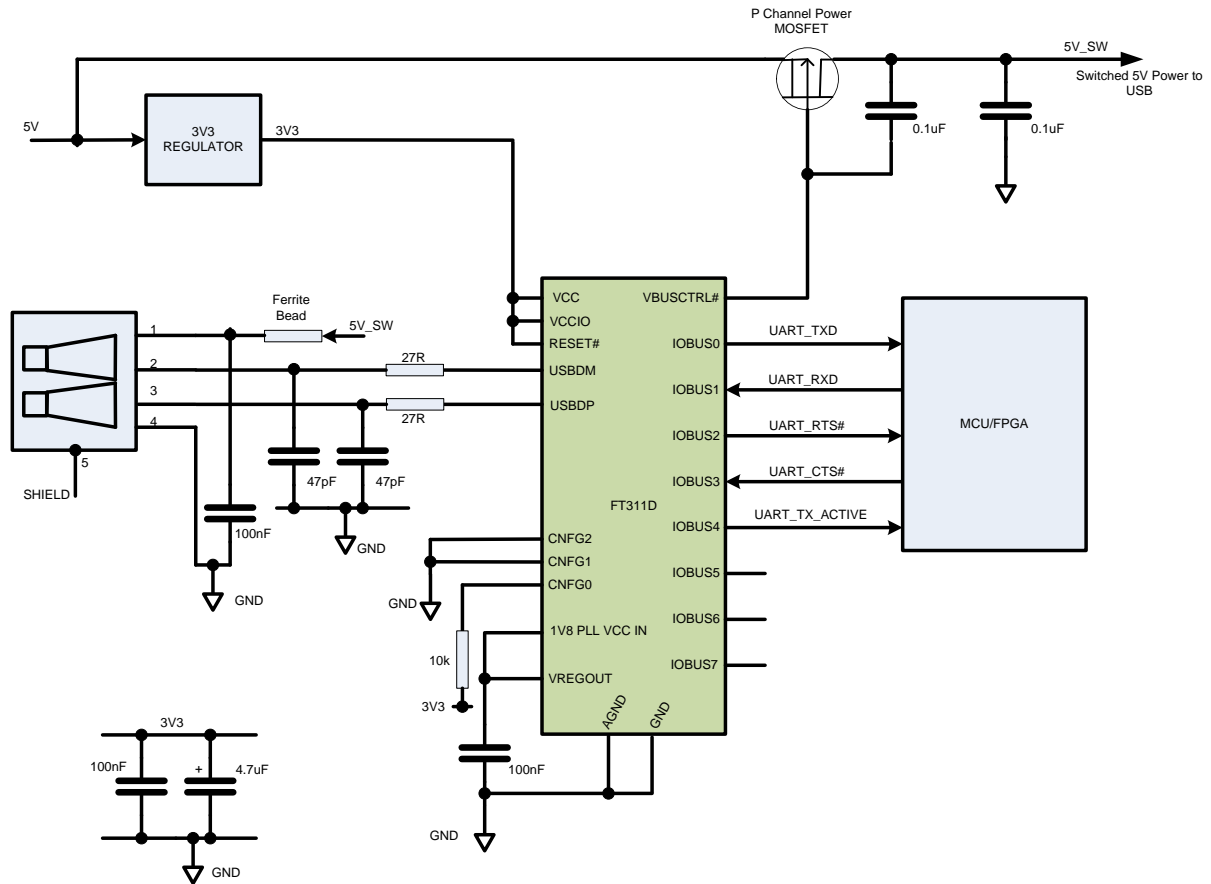 P Channel Power
MOSFET
5V_SW
Switched 5V Power to
USB
0.1uF
0.1uF
5V
3V3
REGULATOR
3V3
Ferrite
Bead
5V_SW
1
2
3
4
5
SHIELD
27R
27R
47pF
47pF
100nF
GND
GND
VCC
VCCIO
RESET#
USBDM
USBDP
CNFG2
CNFG1
CNFG0
1V8 PLL VCC IN
VREGOUT
AGND
GND
FT311D
VBUSCTRL#
IOBUS0
IOBUS1
IOBUS2
IOBUS3
IOBUS4
IOBUS5
IOBUS6
IOBUS7
UART_TXD
UART_RXD
UART_RTS#
UART_CTS#
UART_TX_ACTIVE
MCU/FPGA
GND
10k
3V3
100nF
GND
3V3
100nF
+
4.7uF
GND